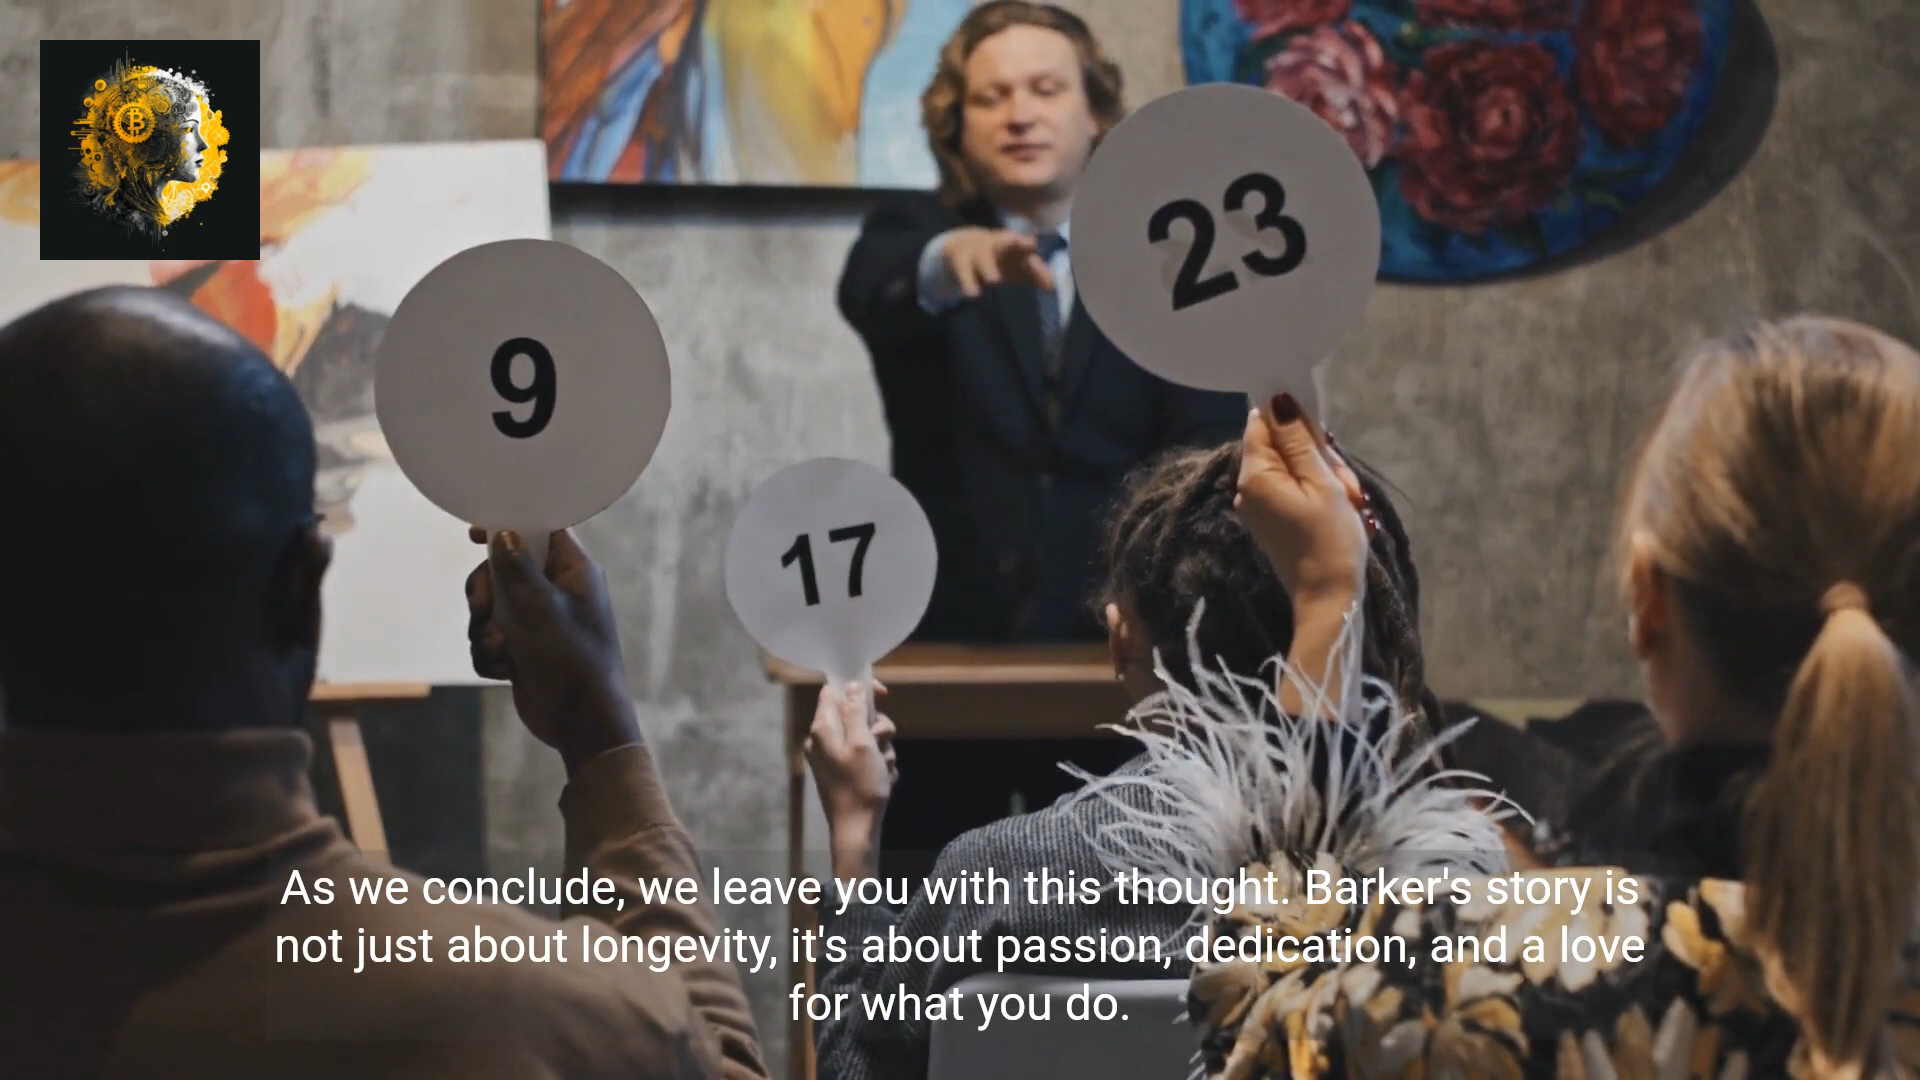 23
9
17
As we conclude, we leave you with this thought. Barker's story is
not just about longevity, it's about passion, dedication, and a love
for what you do.